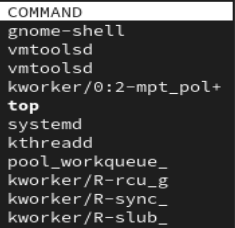 COMMAND
gnome-shell
vmtoolsd
vmtoolsd
kworker/0:2-mpt_pol+
top
systemd
kthreadd
pool_workqueue_
kworker/R-rcu_g
kworker/R-sync_
kworker/R-slub_